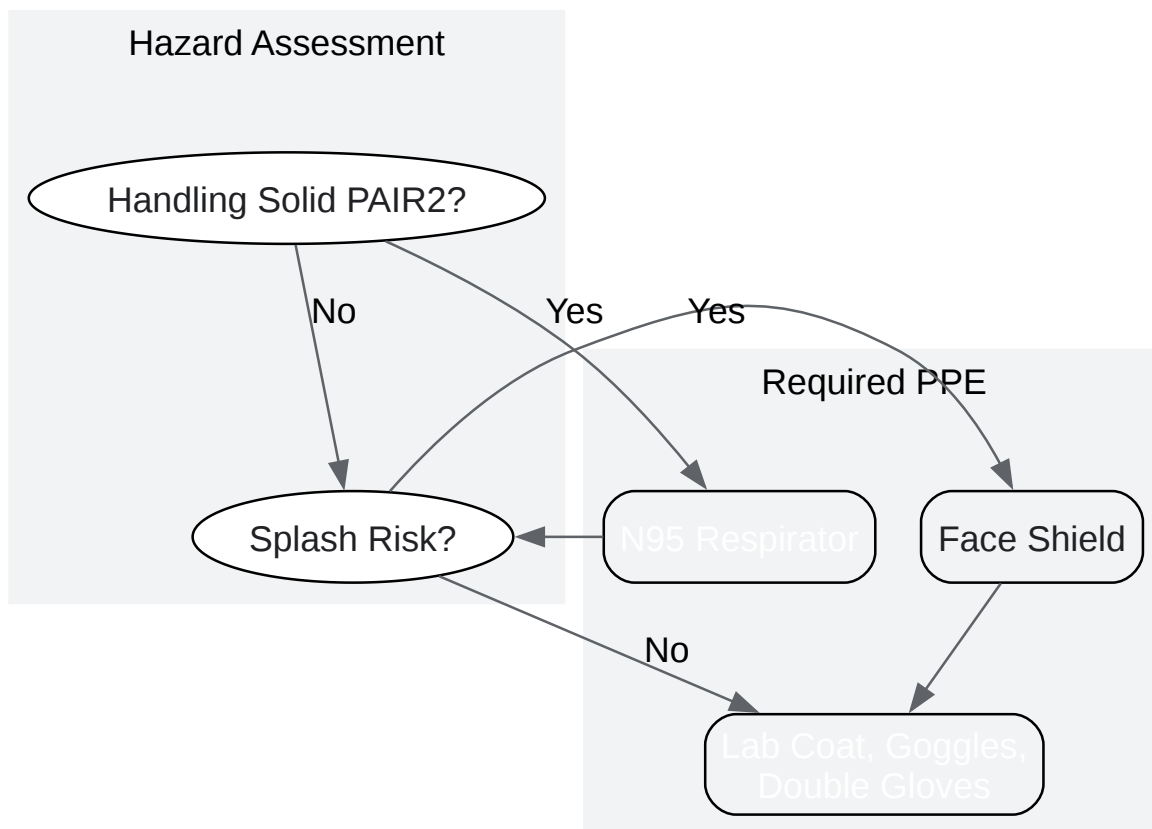 Hazard Assessment
Handling Solid PAIR2?
No
Yes
Yes
Required PPE
Splash Risk?
N95 Respirator
Face Shield
No
Lab Coat, Goggles,
Double Gloves